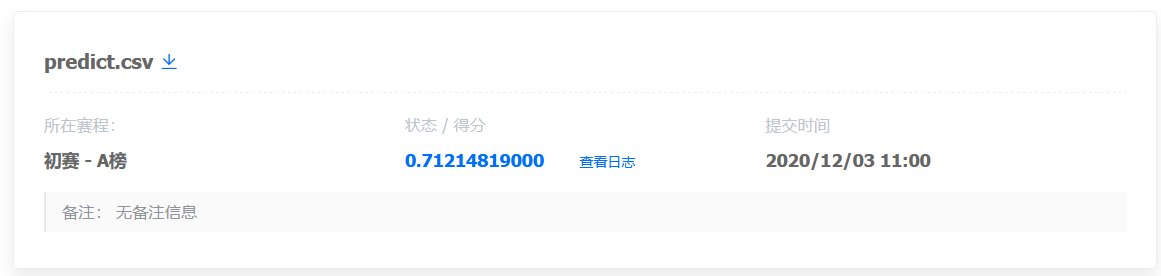 predict.csv
所在赛程：
状态 / 得分
提交时间
初赛 - A榜
0.71214819000
查看日志
2020/12/03 11:00
备注： 无备注信息